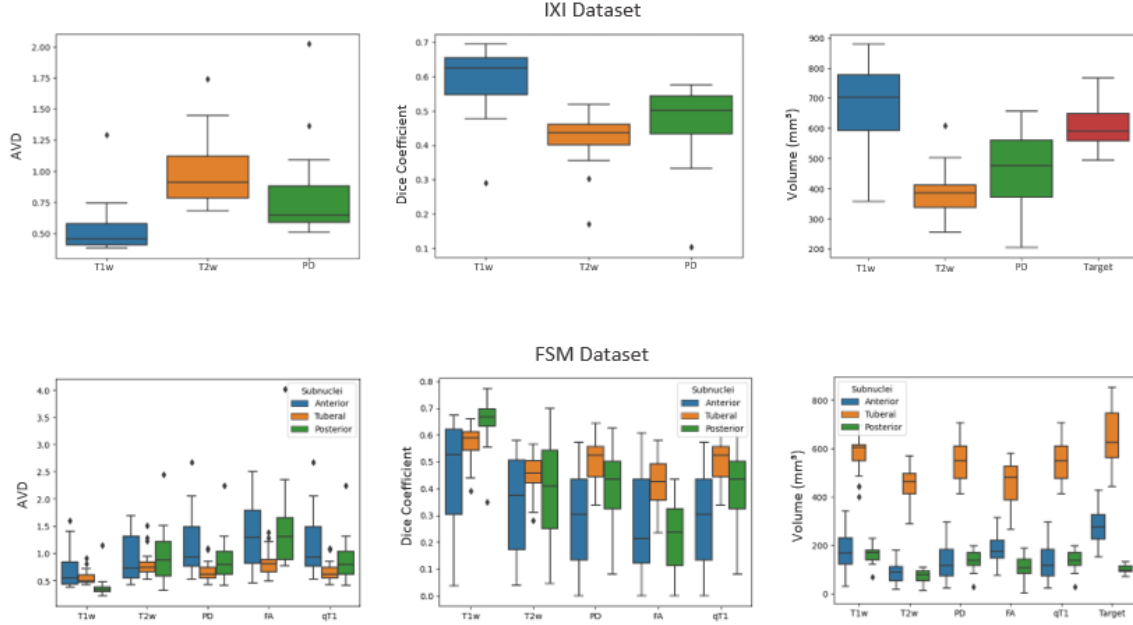 IXI Dataset
AVD
2.00
1.75
1.50
1.25
1.00
0.75
0.50
T1w T2w PD
Dice Coefficient
0.7
0.6
0.5
0.4
0.3
0.2
0.1
T1w T2w PD
Volume (mm³)
900
800
700
600
500
400
300
200
T1w T2w PD Target
FSM Dataset
AVD
4.0
3.5
3.0
2.5
2.0
1.5
1.0
0.5
Subnuclei
Anterior
Tuberal
Posterior
T1w T2w PD FA qT1
Dice Coefficient
0.8
0.7
0.6
0.5
0.4
0.3
0.2
0.1
0.0
Subnuclei
Anterior
Tuberal
Posterior
T1w T2w PD FA qT1
Volume (mm³)
800
600
400
200
0
Subnuclei
Anterior
Tuberal
Posterior
T1w T2w PD FA qT1 Target